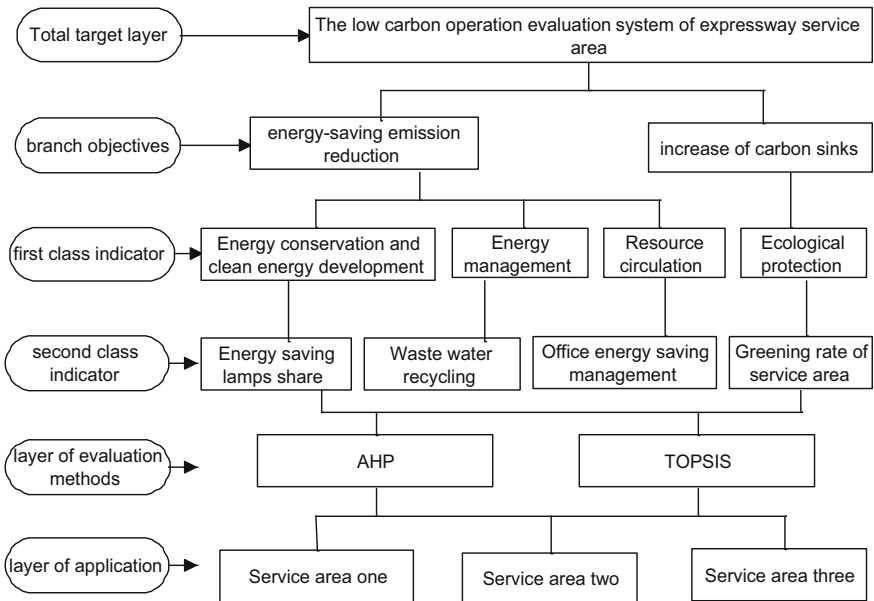 Total target layer
The low carbon operation evaluation system of expressway service
area
branch objectives
energy-saving emission
reduction
increase of carbon sinks
first class indicator
Energy conservation and
clean energy development
Energy
management
Resource
circulation
Ecological
protection
second class
indicator
Energy saving
lamps share
Waste water
recycling
Office energy saving
management
Greening rate of
service area
layer of evaluation
methods
AHP
TOPSIS
layer of application
Service area one
Service area two
Service area three